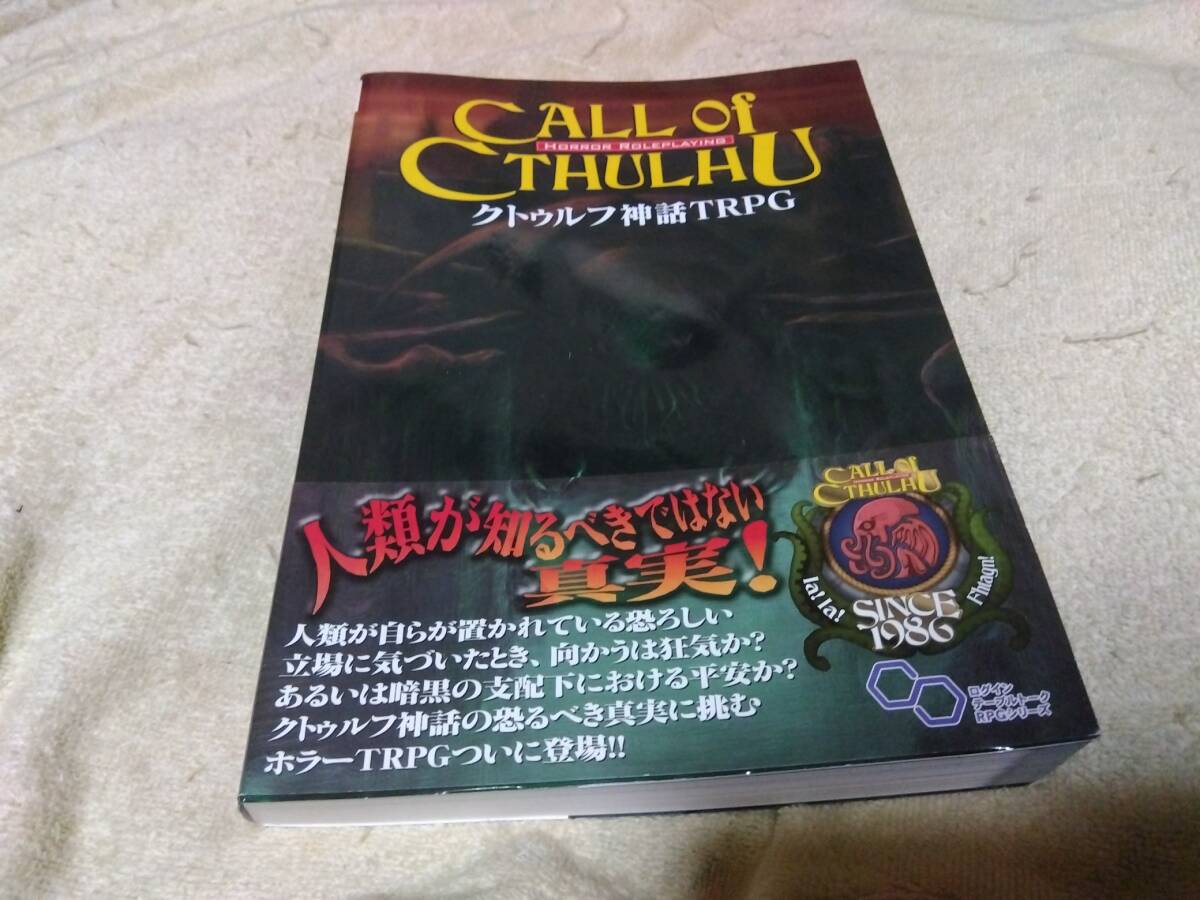 CALL of
HORROR ROLEPLAYING
CTHULHU
クトゥルフ神話TRPG
人類が知るべきではない
真実!
人類が自らが置かれている恐ろしい
立場に気づいたとき、向かうは狂気か?
あるいは暗黒の支配下における平安か?
クトゥルフ神話の恐るべき真実に挑む
ホラーTRPGついに登場!!
CALL of
CTHULHU
Ia! Ia!
Fhtagn!
SINCE
1986
ログイン
テーブルトーク
RPGシリーズ